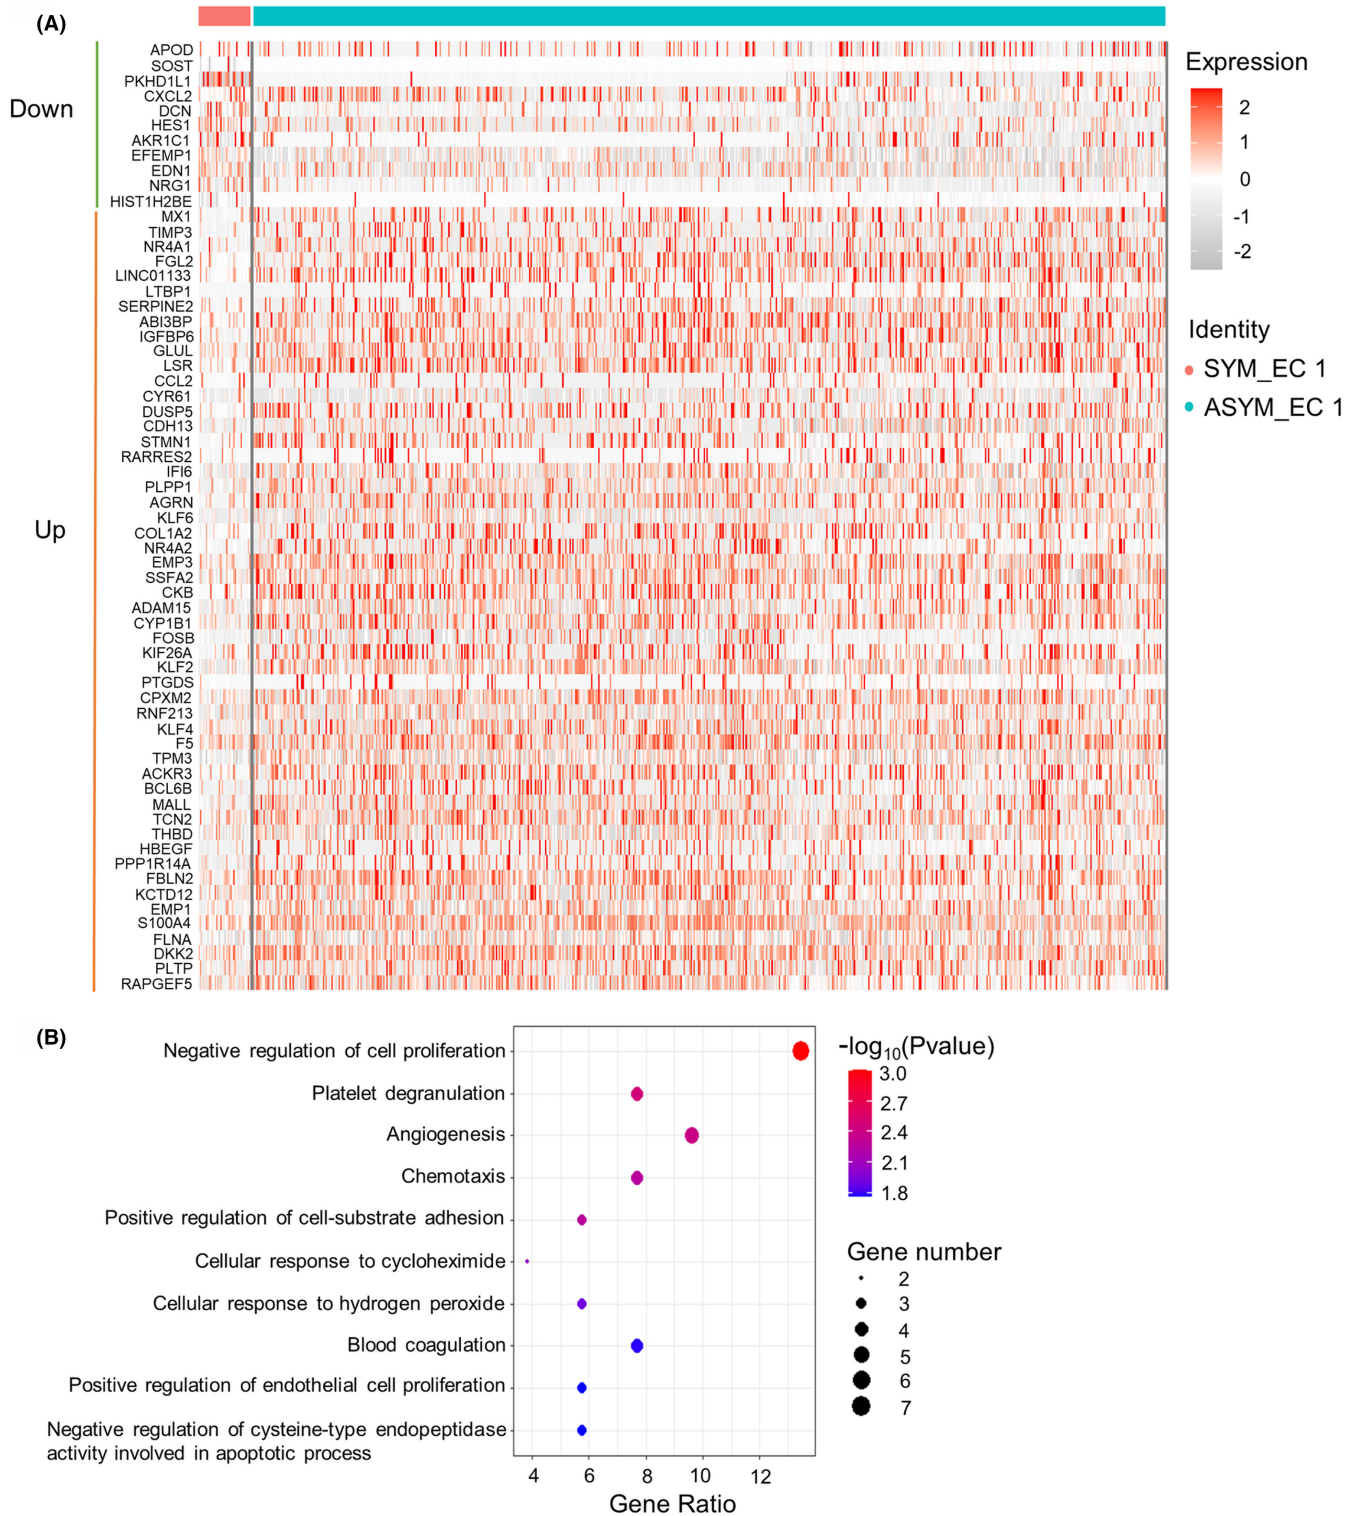 (A)
Down
Up
APOD
SOST
PKHD1L1
CXCL2
DCN
HES1
AKR1C1
EFEMP1
EDN1
NRG1
HIST1H2BE
MX1
TIMP3
NR4A1
FGL2
LINC01133
LTBP1
SERPINE2
ABI3BP
IGFBP6
GLUL
LSR
CCL2
CYR61
DUSP5
CDH13
STMN1
RARRES2
IFI6
PLPP1
AGRN
KLF6
COL1A2
NR4A2
EMP3
SSFA2
CKB
ADAM15
CYP1B1
FOSB
KIF26A
KLF2
PTGDS
CPXM2
RNF213
KLF4
F5
TPM3
ACKR3
BCL6B
MALL
TCN2
THBD
HBEGF
PPP1R14A
FBLN2
KCTD12
EMP1
S100A4
FLNA
DKK2
PLTP
RAPGEF5
Expression
2
1
0
-1
-2
Identity
SYM_EC 1
ASYM_EC 1
(B)
Negative regulation of cell proliferation
Platelet degranulation
Angiogenesis
Chemotaxis
Positive regulation of cell-substrate adhesion
Cellular response to cycloheximide
Cellular response to hydrogen peroxide
Blood coagulation
Positive regulation of endothelial cell proliferation
Negative regulation of cysteine-type endopeptidase
activity involved in apoptotic process
4 6 8 10 12
Gene Ratio
-log10(Pvalue)
3.0
2.7
2.4
2.1
1.8
Gene number
2
3
4
5
6
7